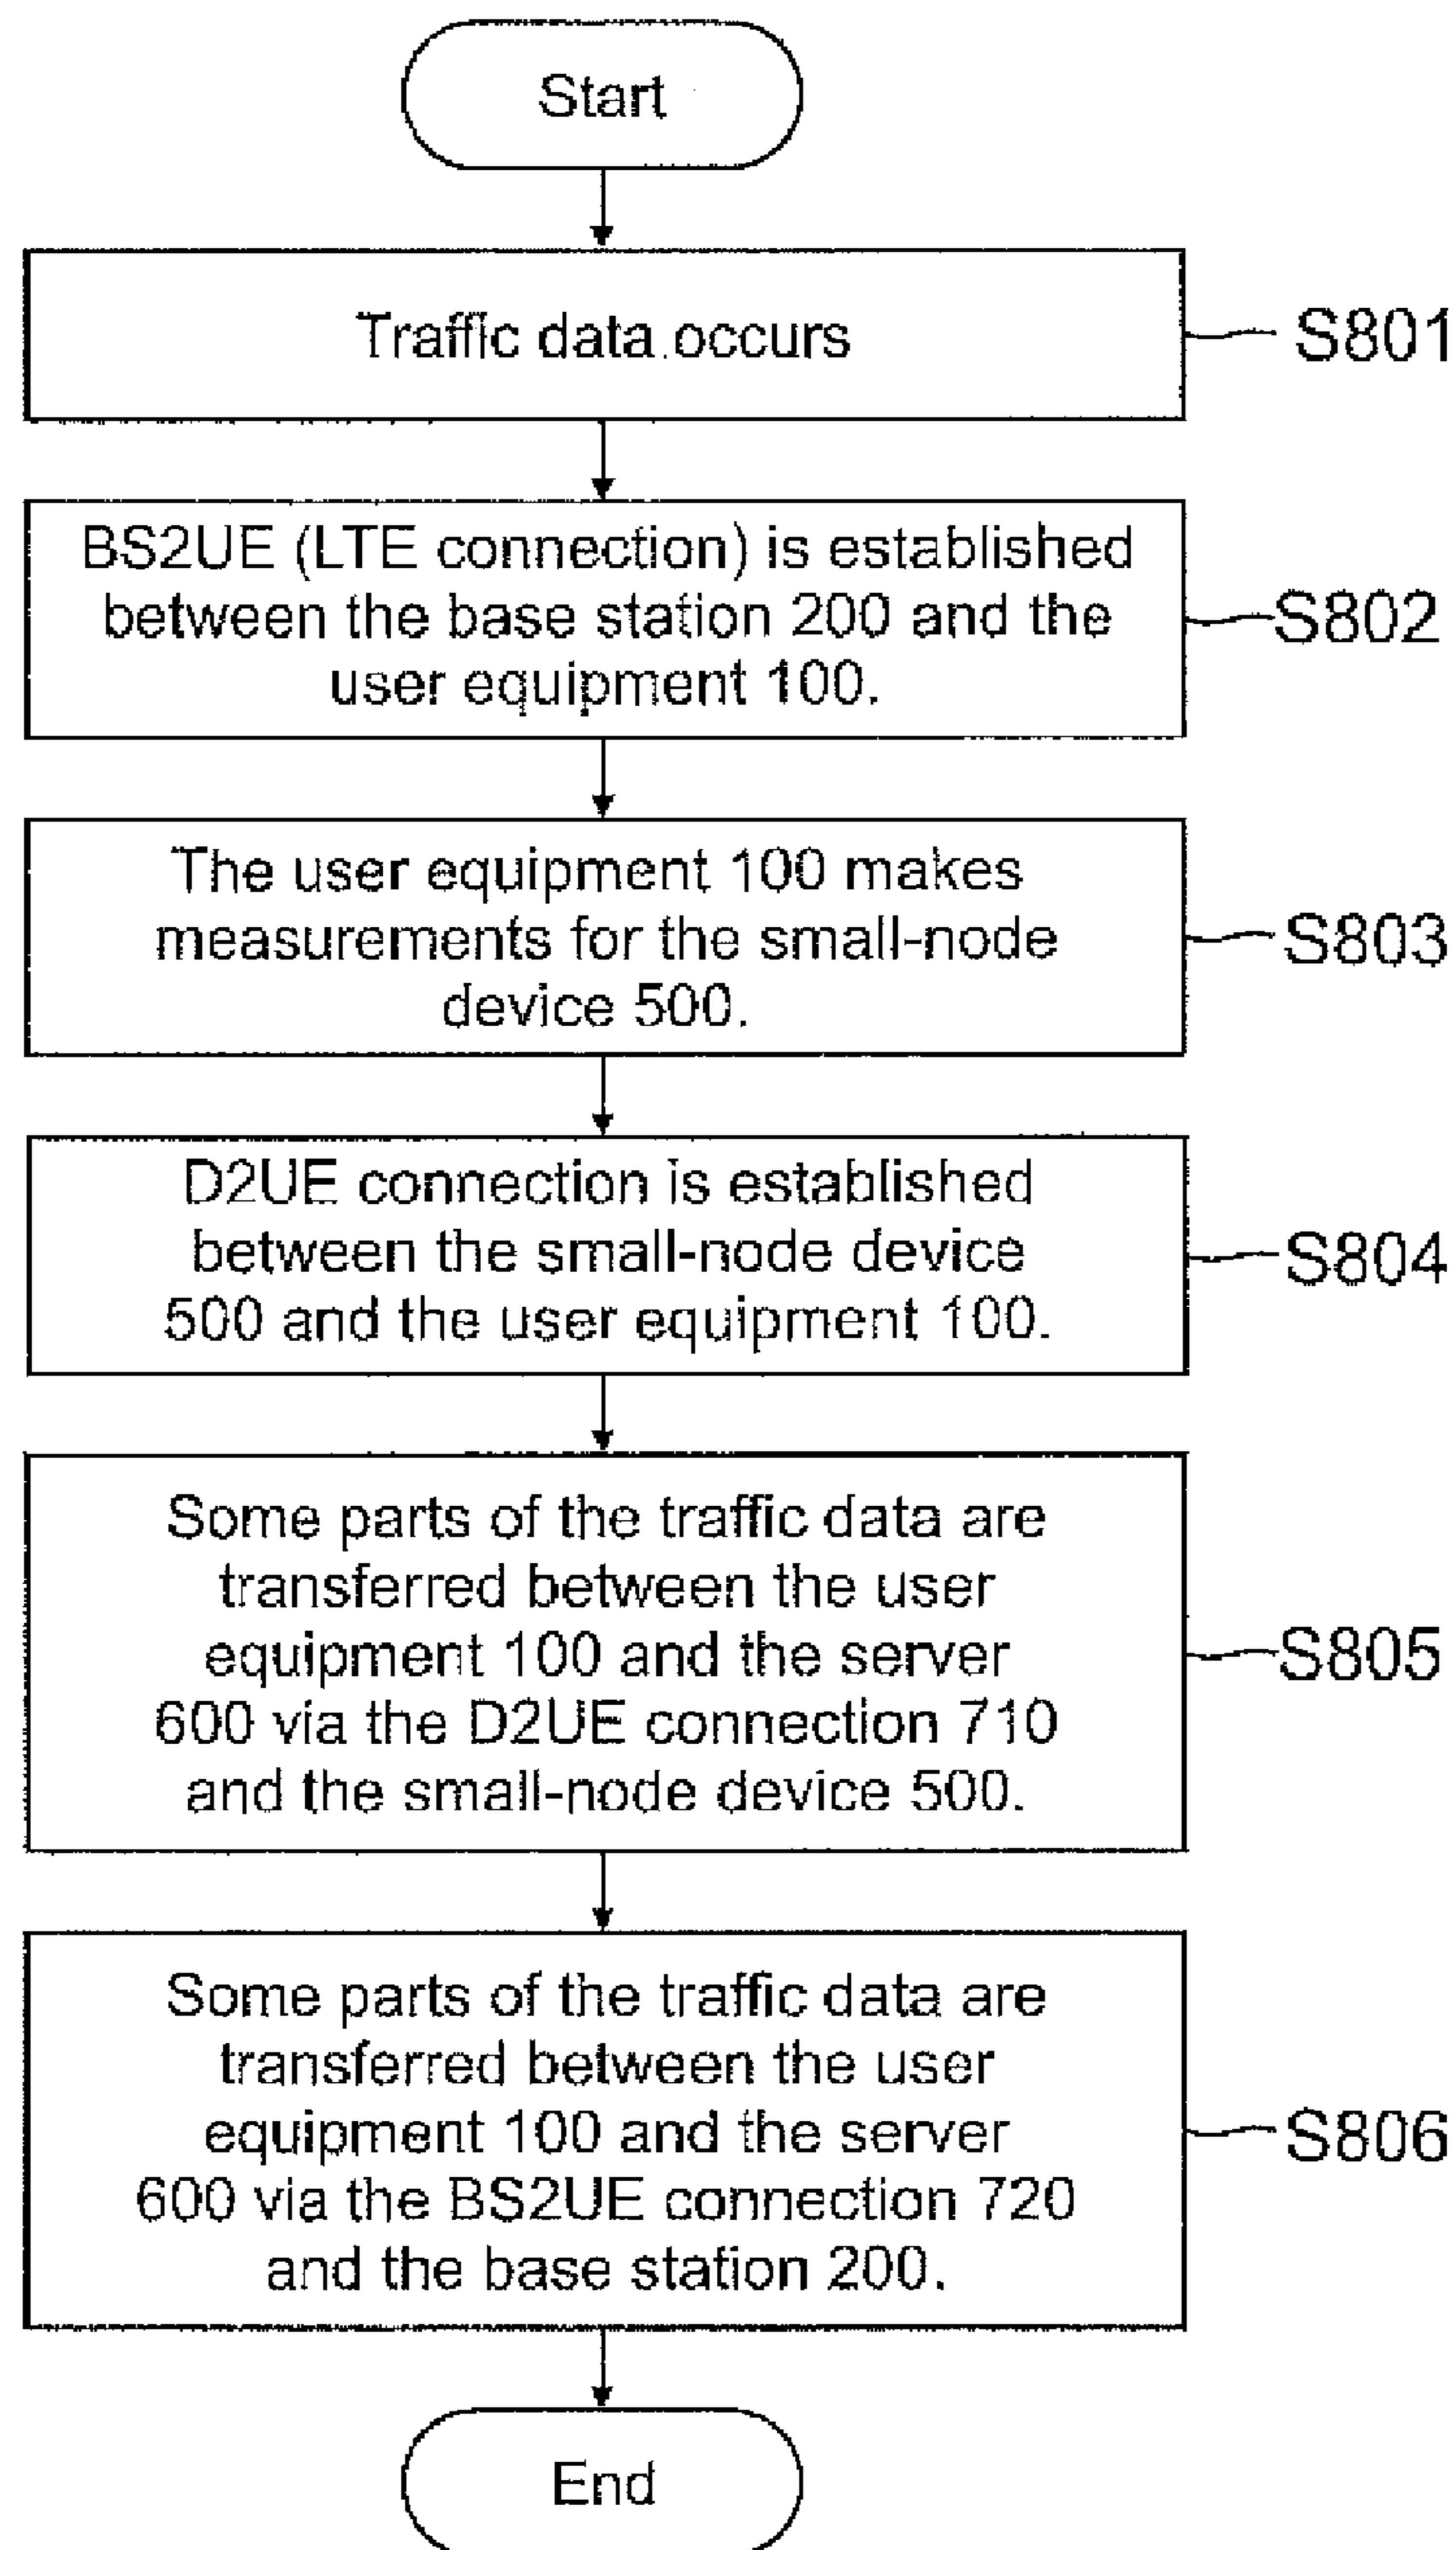 Start
Traffic data occurs
S801
BS2UE (LTE connection) is established
between the base station 200 and the
user equipment 100.
S802
The user equipment 100 makes
measurements for the small-node
device 500.
S803
D2UE connection is established
between the small-node device
500 and the user equipment 100.
S804
Some parts of the traffic data are
transferred between the user
equipment 100 and the server
600 via the D2UE connection 710
and the small-node device 500.
S805
Some parts of the traffic data are
transferred between the user
equipment 100 and the server
600 via the BS2UE connection 720
and the base station 200.
S806
End